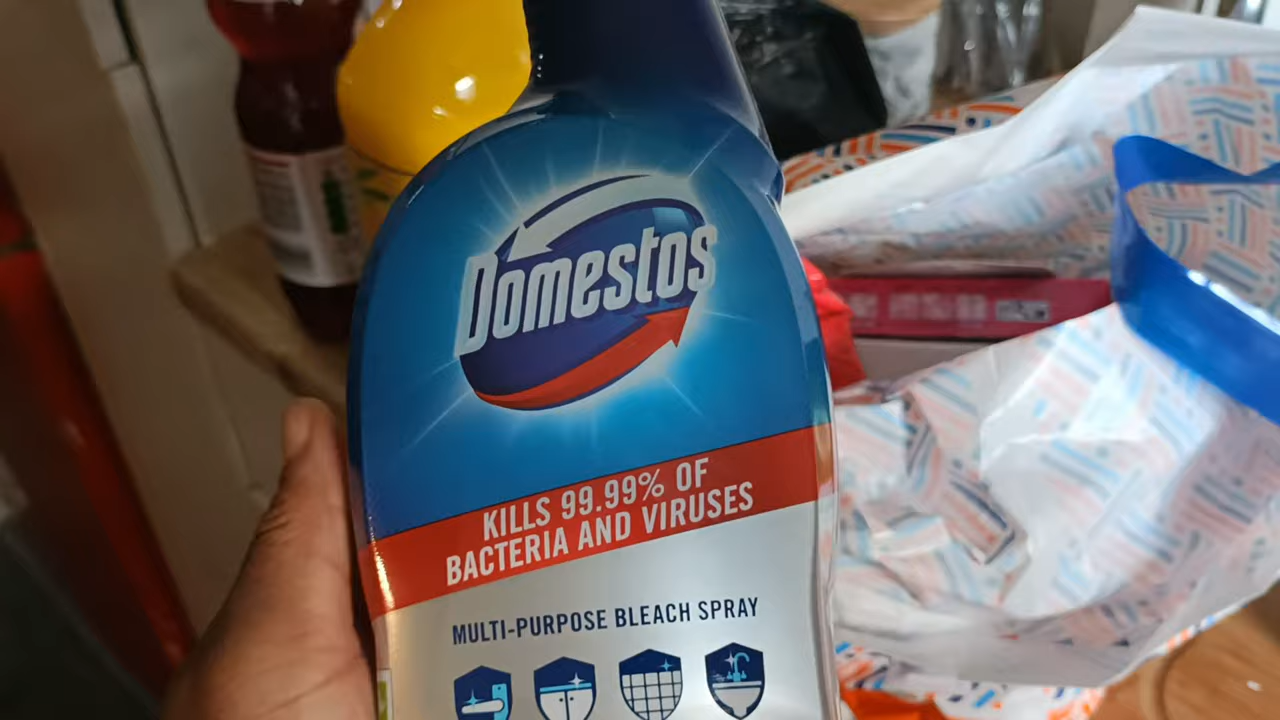 Domestos
KILLS 99.99% OF
BACTERIA AND VIRUSES
MULTI-PURPOSE BLEACH SPRAY